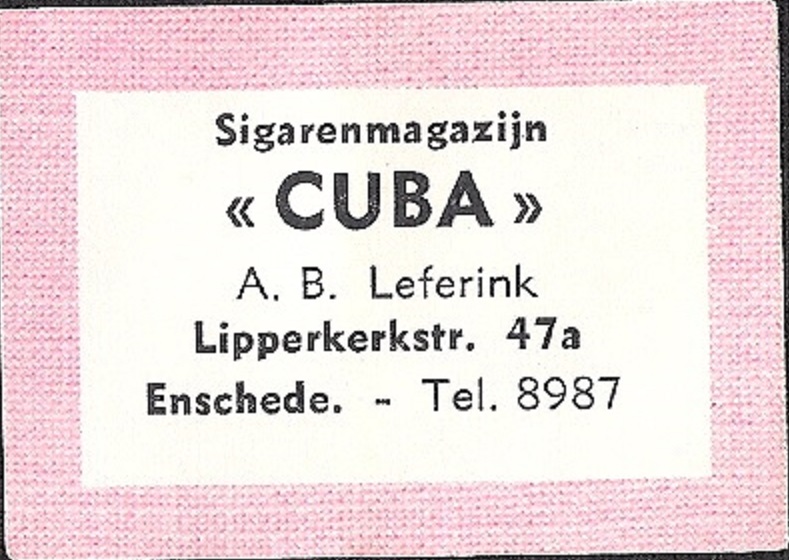 Sigarenmagazijn
« CUBA »
A. B. Leferink
Lipperkerkstr. 47a
Enschede. - Tel. 8987